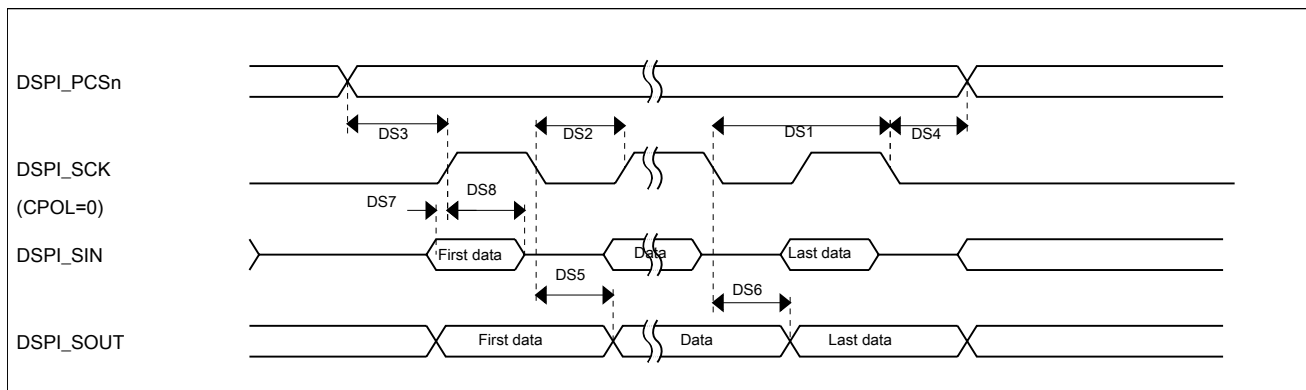 DSPI_PCSn
DS3
DS2
DS1
DS4
DSPI_SCK
(CPOL=0)
DS7
DS8
DSPI_SIN
First data
Data
Last data
DS5
DS6
DSPI_SOUT
First data
Data
Last data